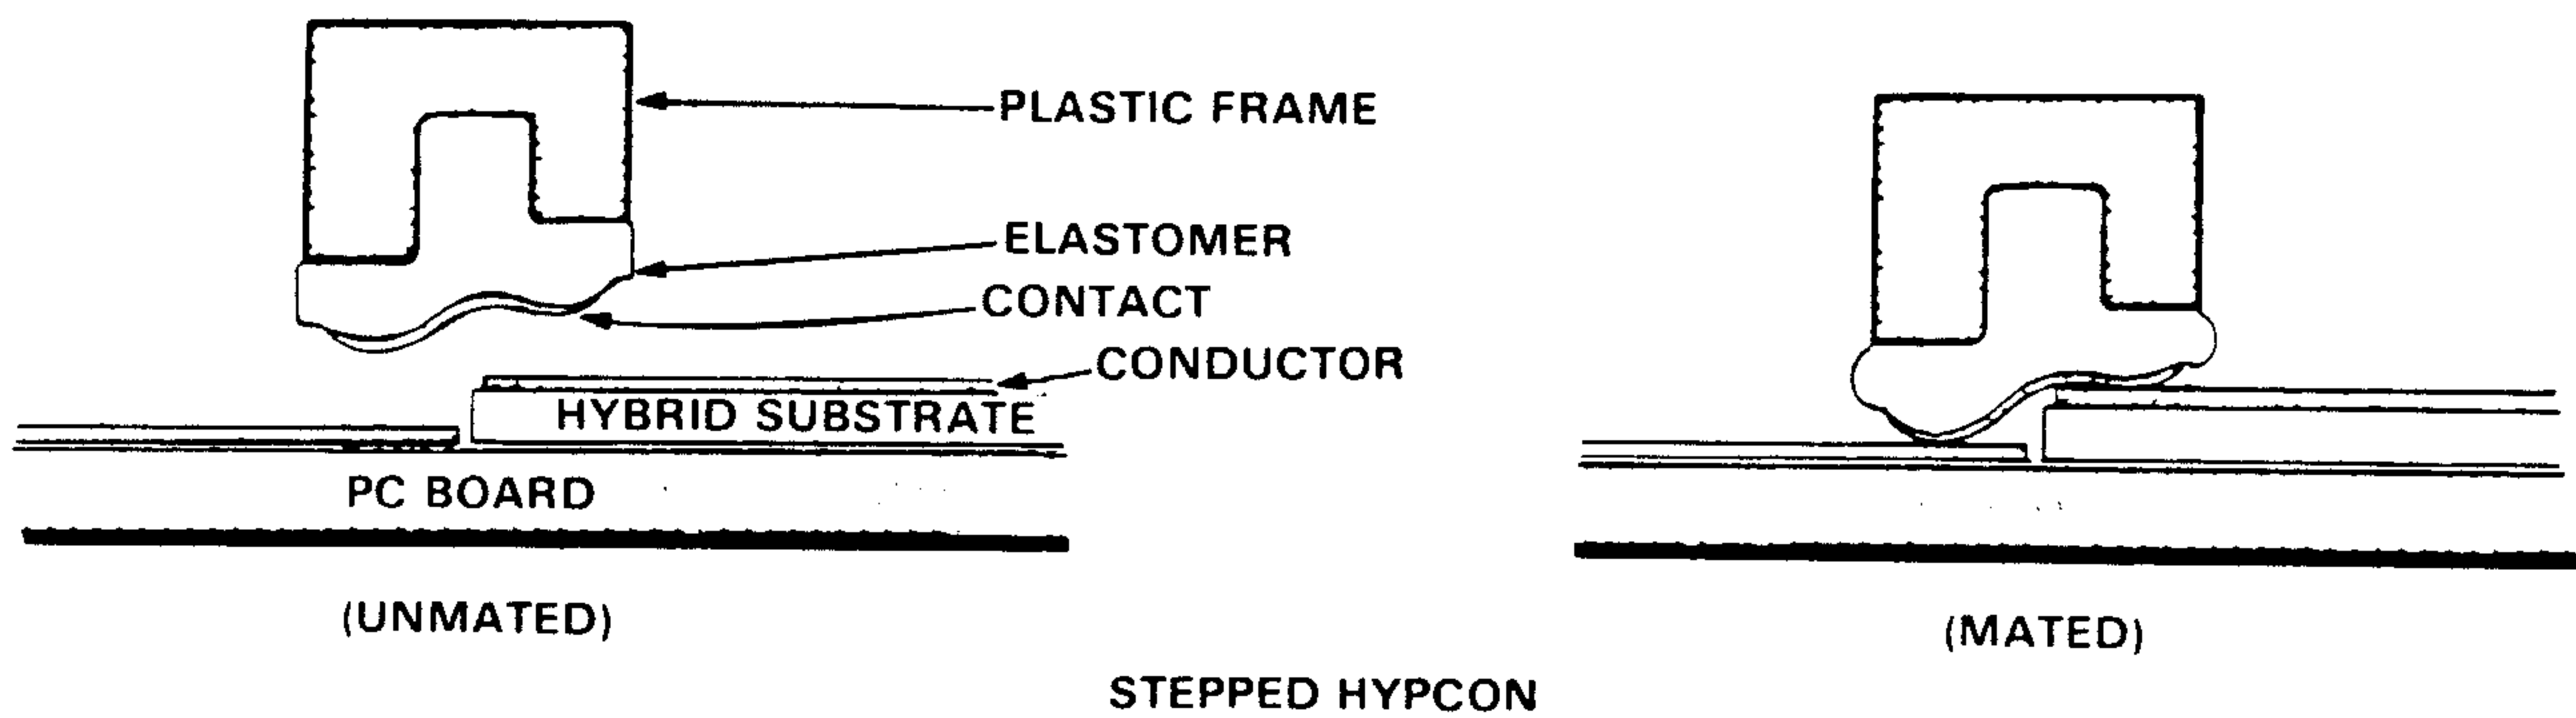 PLASTIC FRAME
ELASTOMER
CONTACT
CONDUCTOR
HYBRID SUBSTRATE
PC BOARD
(UNMATED)
(MATED)
STEPPED HYPCON